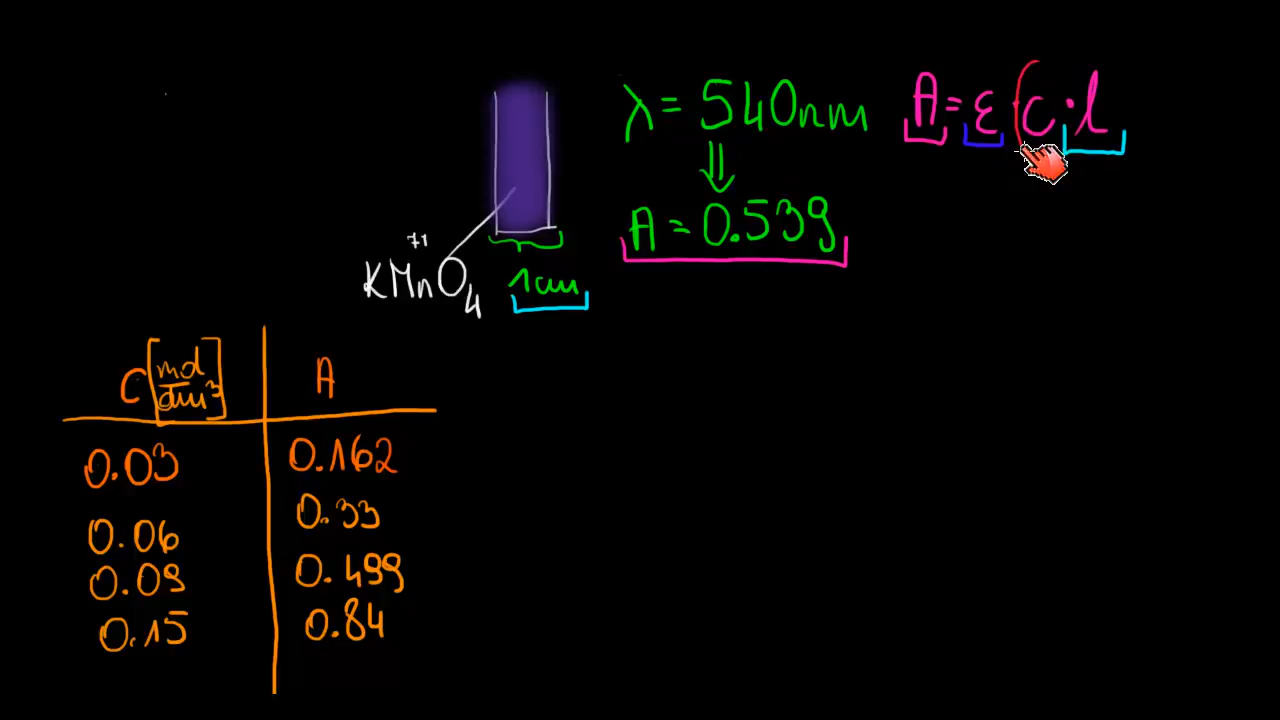 λ = 540nm
A = ε C · l
⇓
A = 0.539
+7
KMnO4
1cm
C [mol/dm³] A
0.03 0.162
0.06 0.33
0.09 0.499
0.15 0.84